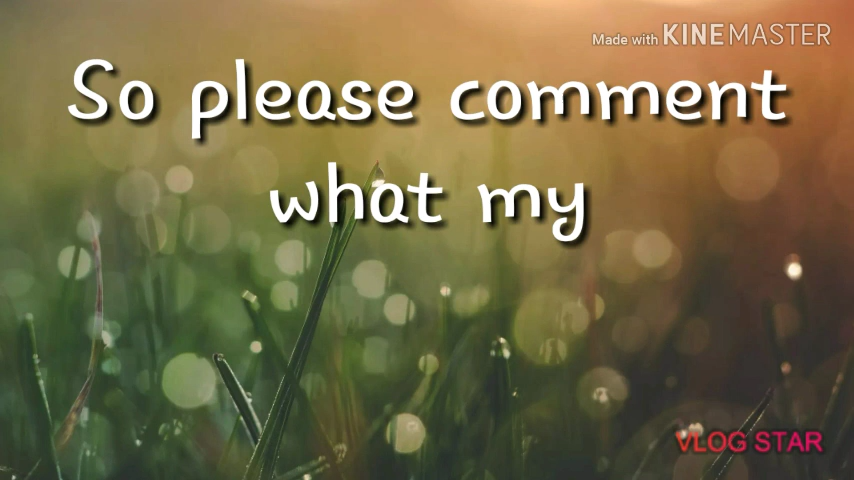 Made with KINEMASTER
So please comment
what my
VLOG STAR